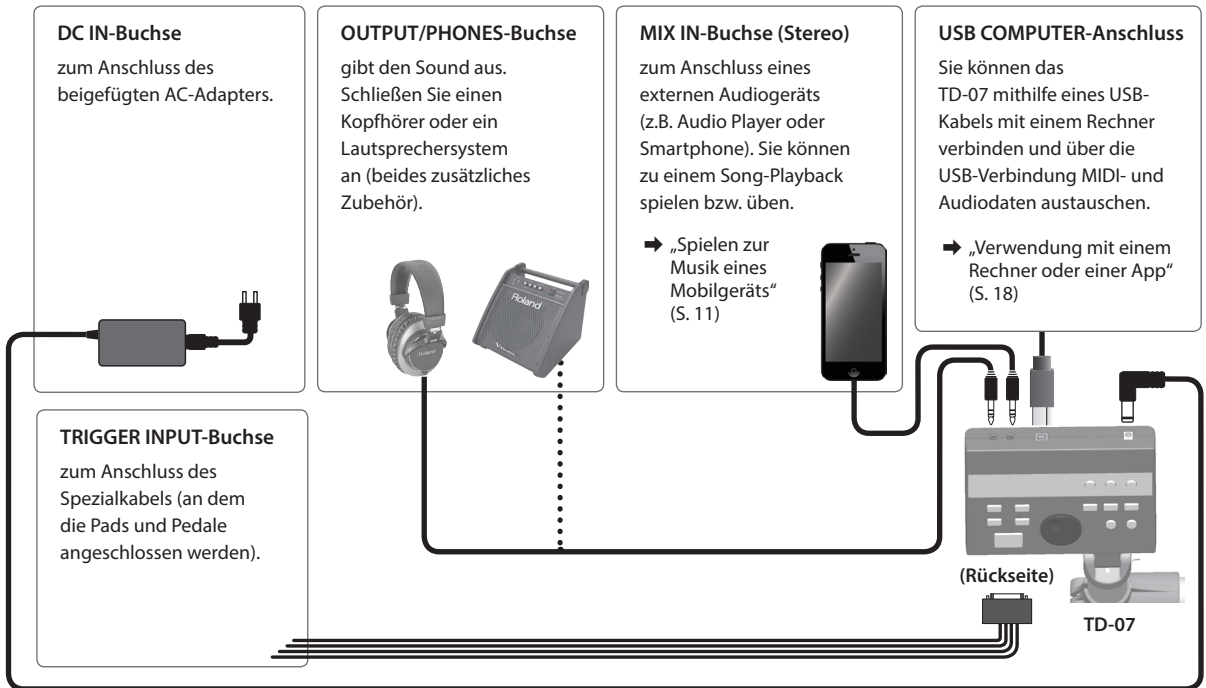 DC IN-Buchse
zum Anschluss des
beigefügten AC-Adapters.
OUTPUT/PHONES-Buchse
gibt den Sound aus.
Schließen Sie einen
Kopfhörer oder ein
Lautsprechersystem
an (beides zusätzliches
Zubehör).
Roland
Roland
MIX IN-Buchse (Stereo)
zum Anschluss eines
externen Audiogeräts
(z.B. Audio Player oder
Smartphone). Sie können
zu einem Song-Playback
spielen bzw. üben.
➡ „Spielen zur
Musik eines
Mobilgeräts“
(S. 11)
USB COMPUTER-Anschluss
Sie können das
TD-07 mithilfe eines USB-
Kabels mit einem Rechner
verbinden und über die
USB-Verbindung MIDI- und
Audiodaten austauschen.
➡ „Verwendung mit einem
Rechner oder einer App“
(S. 18)
TRIGGER INPUT-Buchse
zum Anschluss des
Spezialkabels (an dem
die Pads und Pedale
angeschlossen werden).
(Rückseite)
TD-07